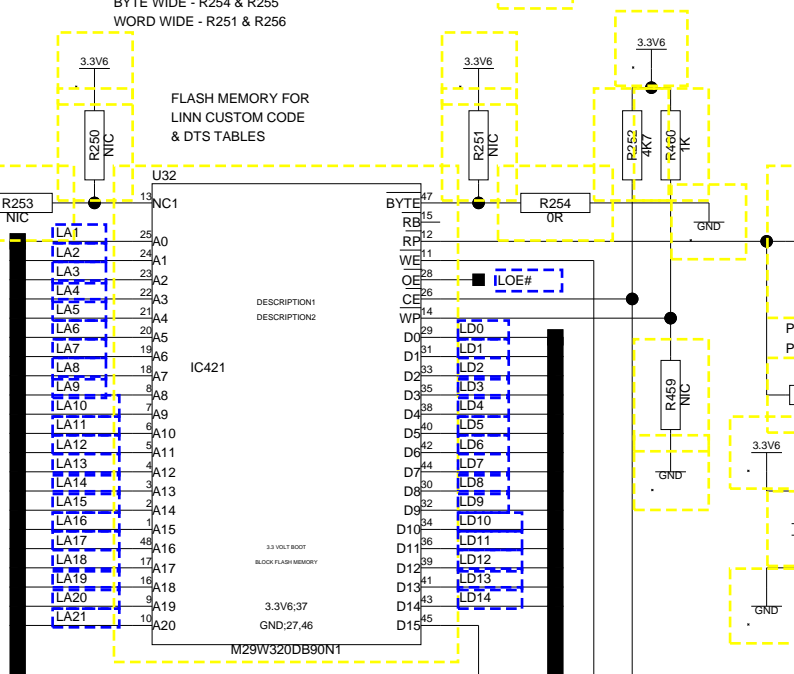 BYTE WIDE - R254 & R255
WORD WIDE - R251 & R256
3.3V6
3.3V6
3.3V6
FLASH MEMORY FOR
LINN CUSTOM CODE
& DTS TABLES
R250
NIC
R251
NIC
R252
4K7
R460
1K
U32
R253
NIC
13
NC1
BYTE
47
R254
0R
GND
RB
15
LA1
25
A0
RP
12
LA2
24
A1
WE
11
LA3
23
A2
OE
28
LOE#
LA4
22
A3
DESCRIPTION1
CE
26
LA5
21
A4
DESCRIPTION2
WP
14
LA6
20
A5
D0
29
LD0
LA7
19
A6
D1
31
LD1
LA8
18
A7
IC421
D2
33
LD2
LA9
8
A8
D3
35
LD3
LA10
7
A9
D4
38
LD4
LA11
6
A10
D5
40
LD5
LA12
5
A11
D6
42
LD6
LA13
4
A12
D7
44
LD7
LA14
3
A13
D8
30
LD8
LA15
2
A14
D9
32
LD9
LA16
1
A15
D10
34
LD10
LA17
48
A16
3.3 VOLT BOOT
D11
36
LD11
LA18
17
A17
BLOCK FLASH MEMORY
D12
39
LD12
LA19
16
A18
D13
41
LD13
LA20
9
A19
3.3V6;37
D14
43
LD14
LA21
10
A20
GND;27,46
D15
45
M29W320DB90N1
R459
NIC
GND
P
P
3.3V6
GND